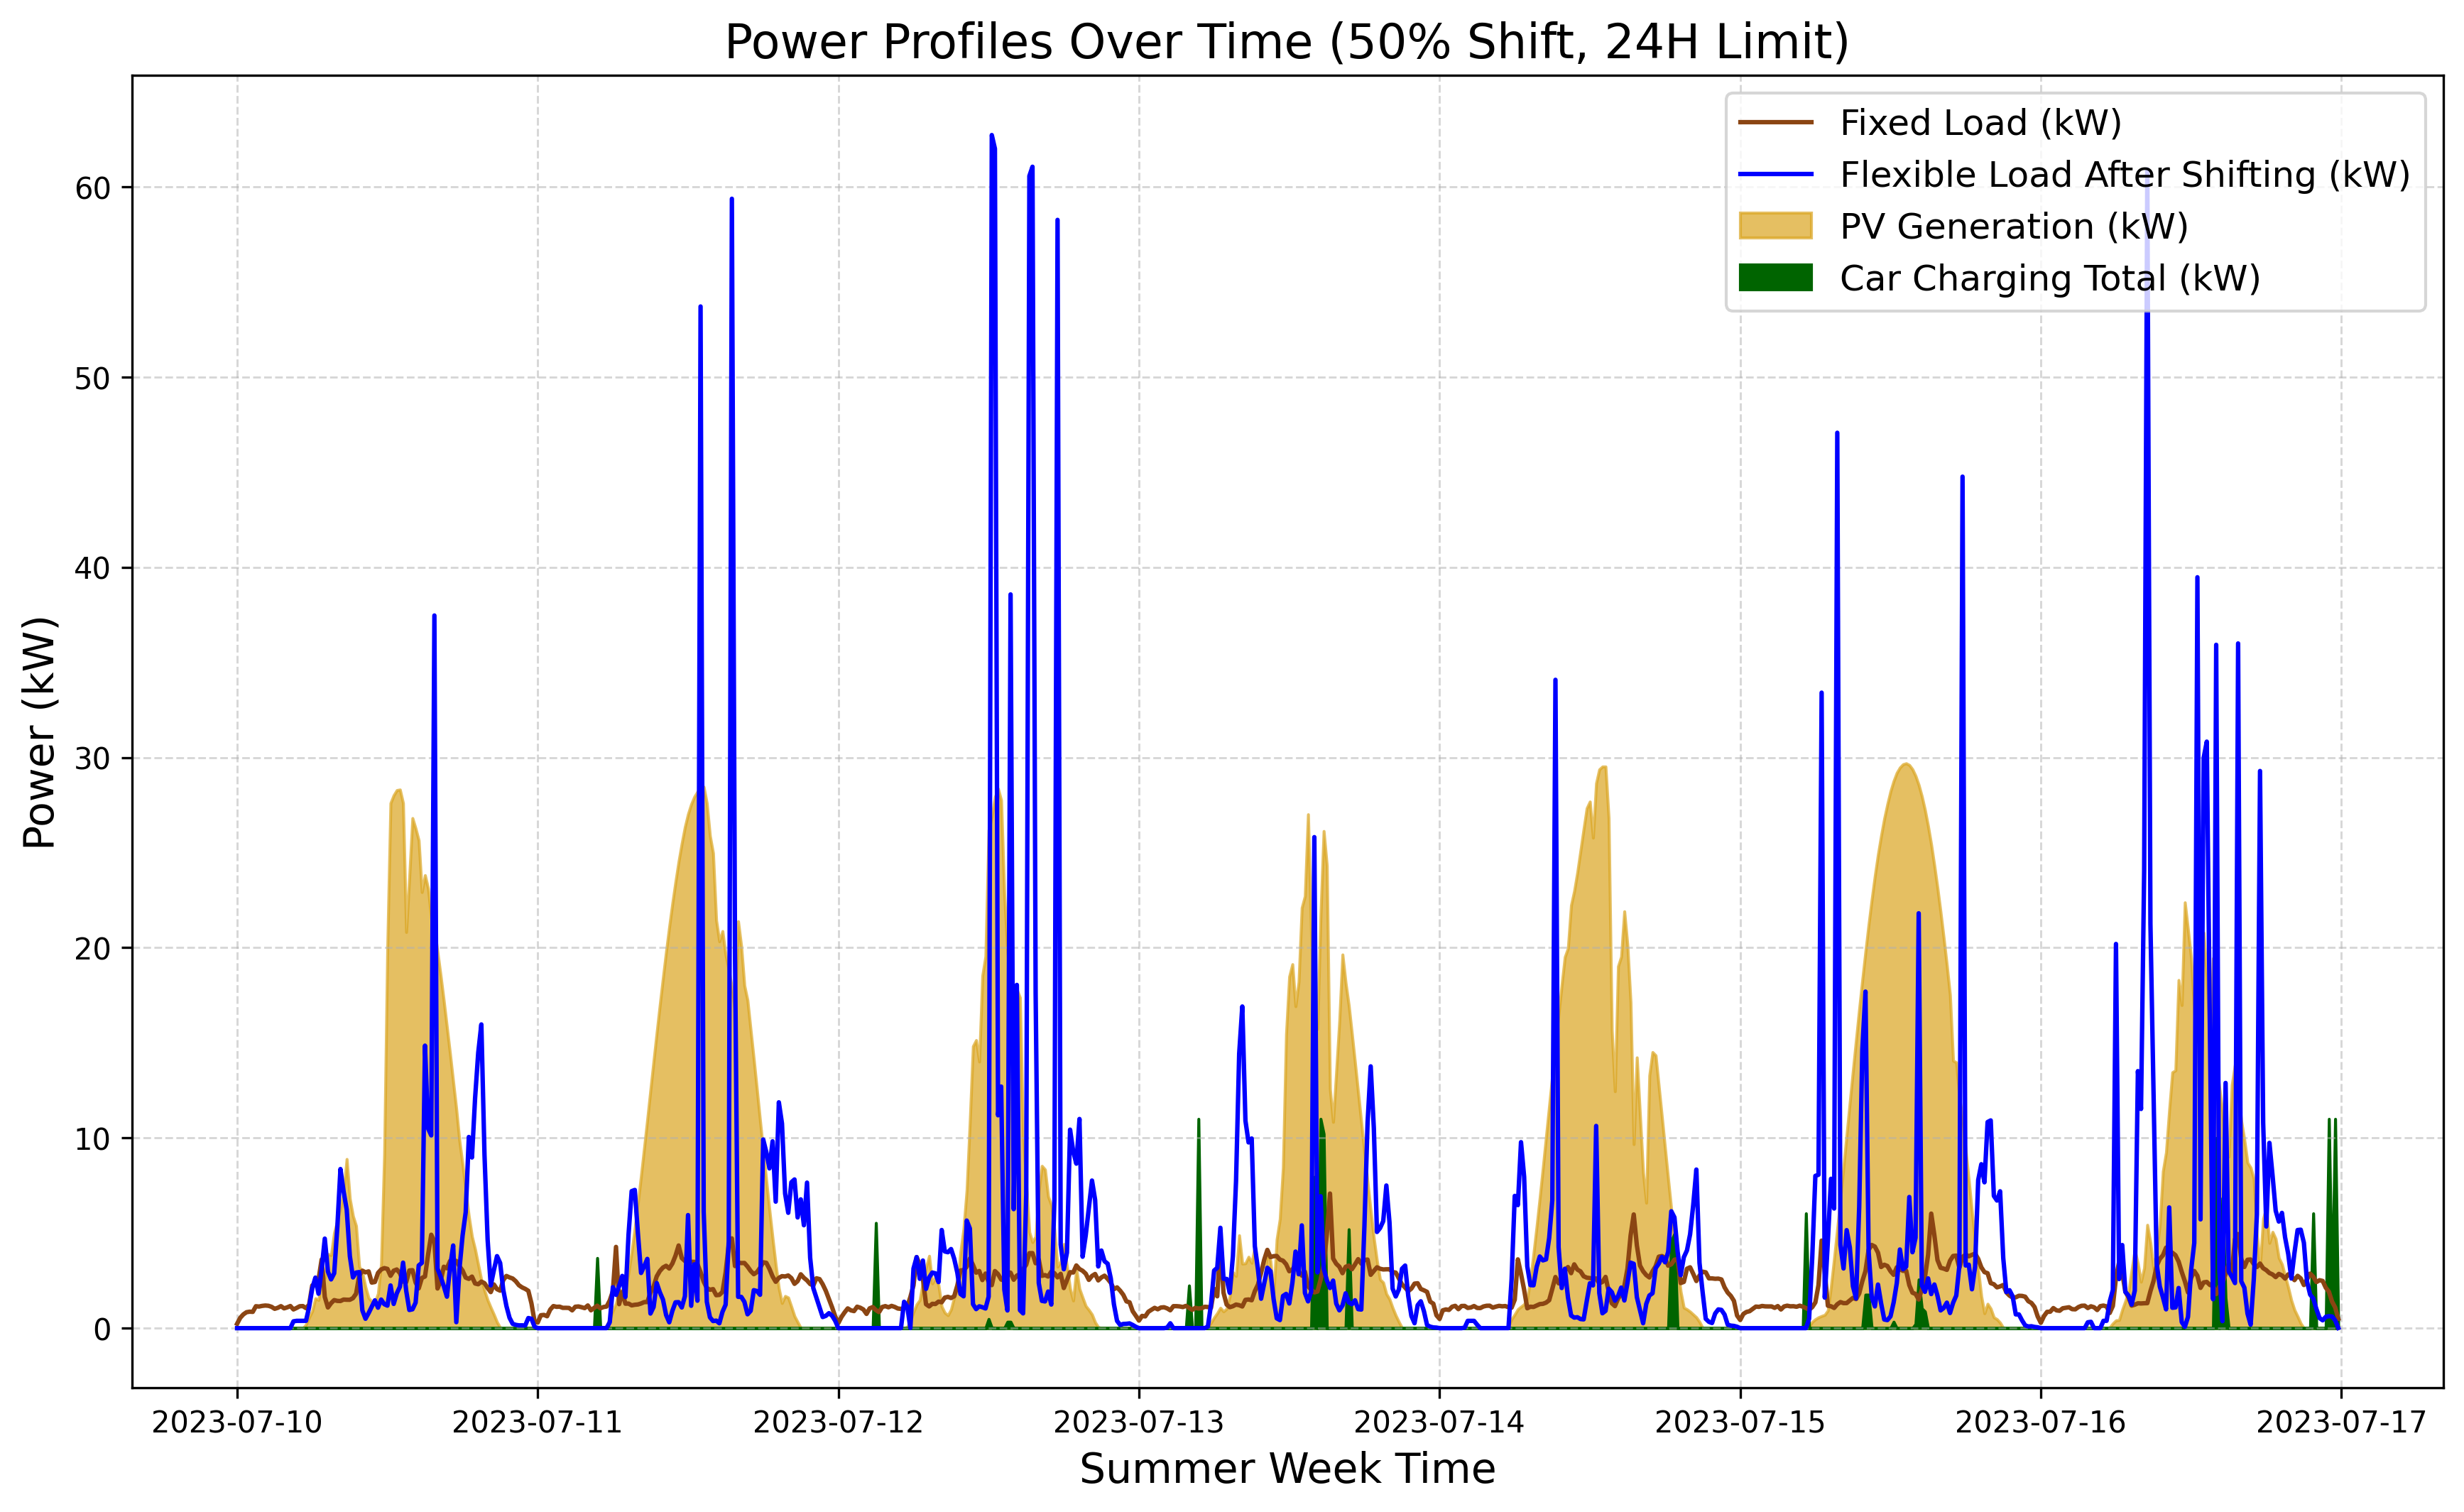 Power Profiles Over Time (50% Shift, 24H Limit)
Fixed Load (kW)
Flexible Load After Shifting (kW)
PV Generation (kW)
Car Charging Total (kW)
Power (kW)
60
50
40
30
20
10
0
2023-07-10 2023-07-11 2023-07-12 2023-07-13 2023-07-14 2023-07-15 2023-07-16 2023-07-17
Summer Week Time